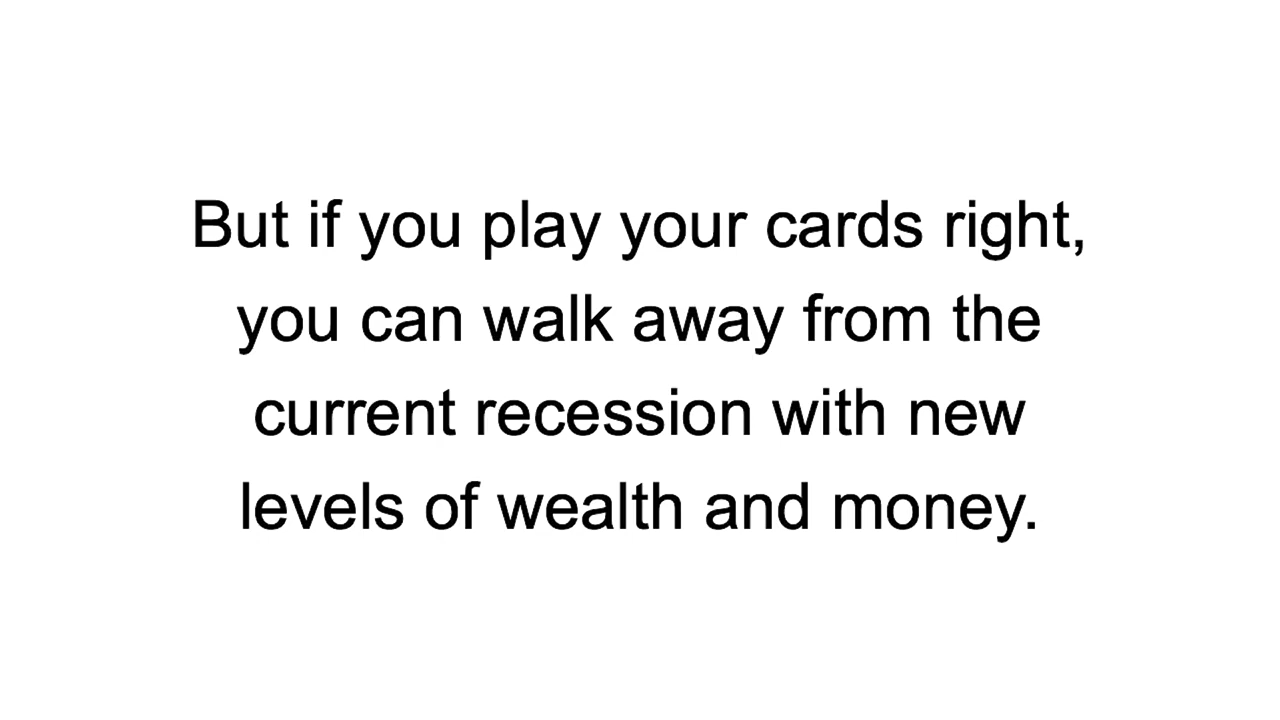 But if you play your cards right,
you can walk away from the
current recession with new
levels of wealth and money.